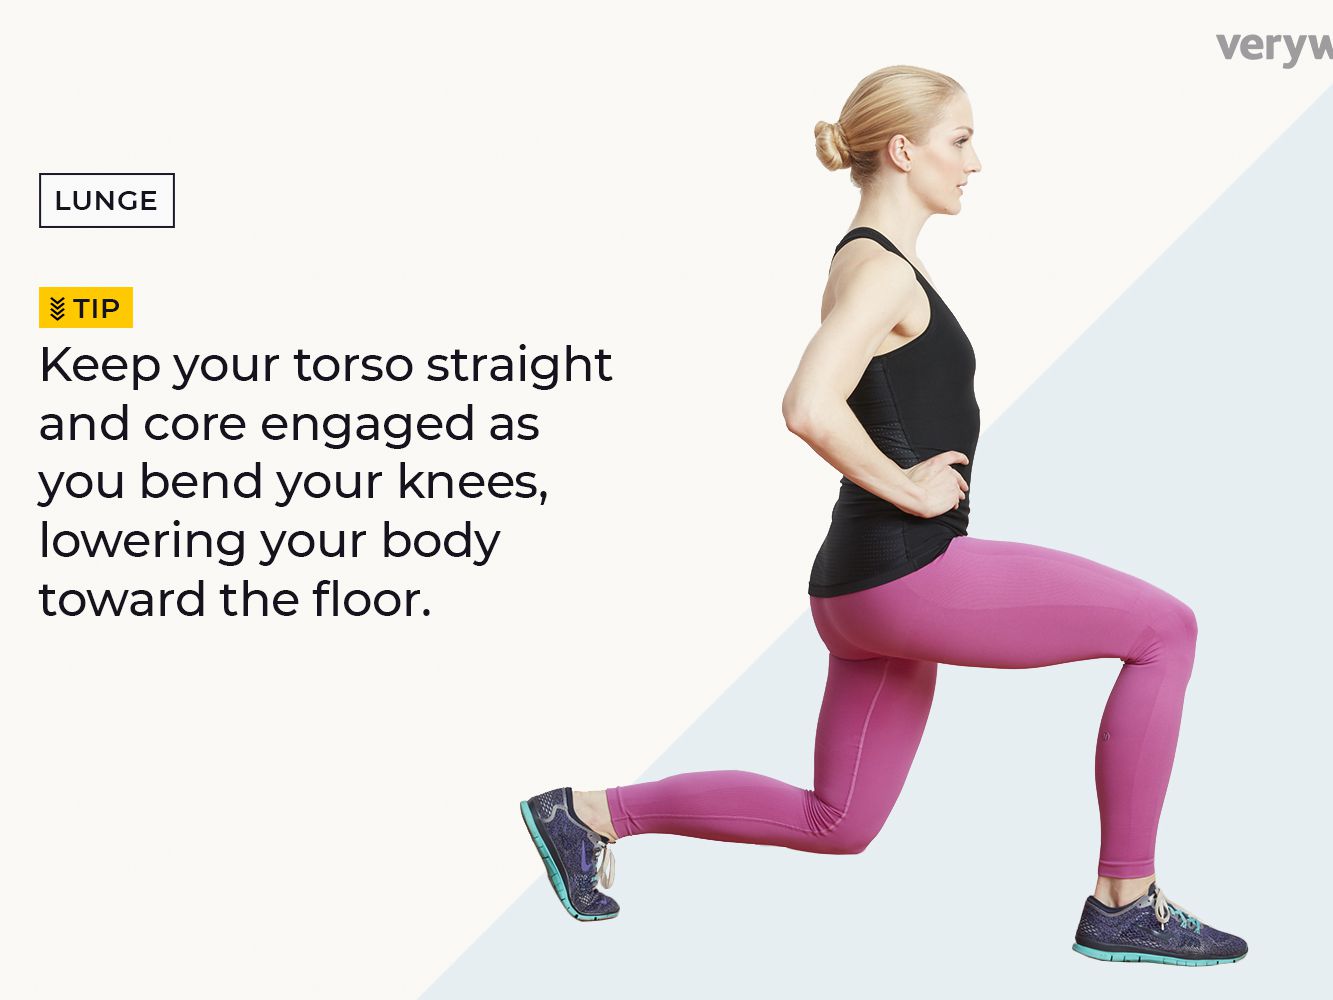 veryw
LUNGE
TIP
Keep your torso straight
and core engaged as
you bend your knees,
lowering your body
toward the floor.